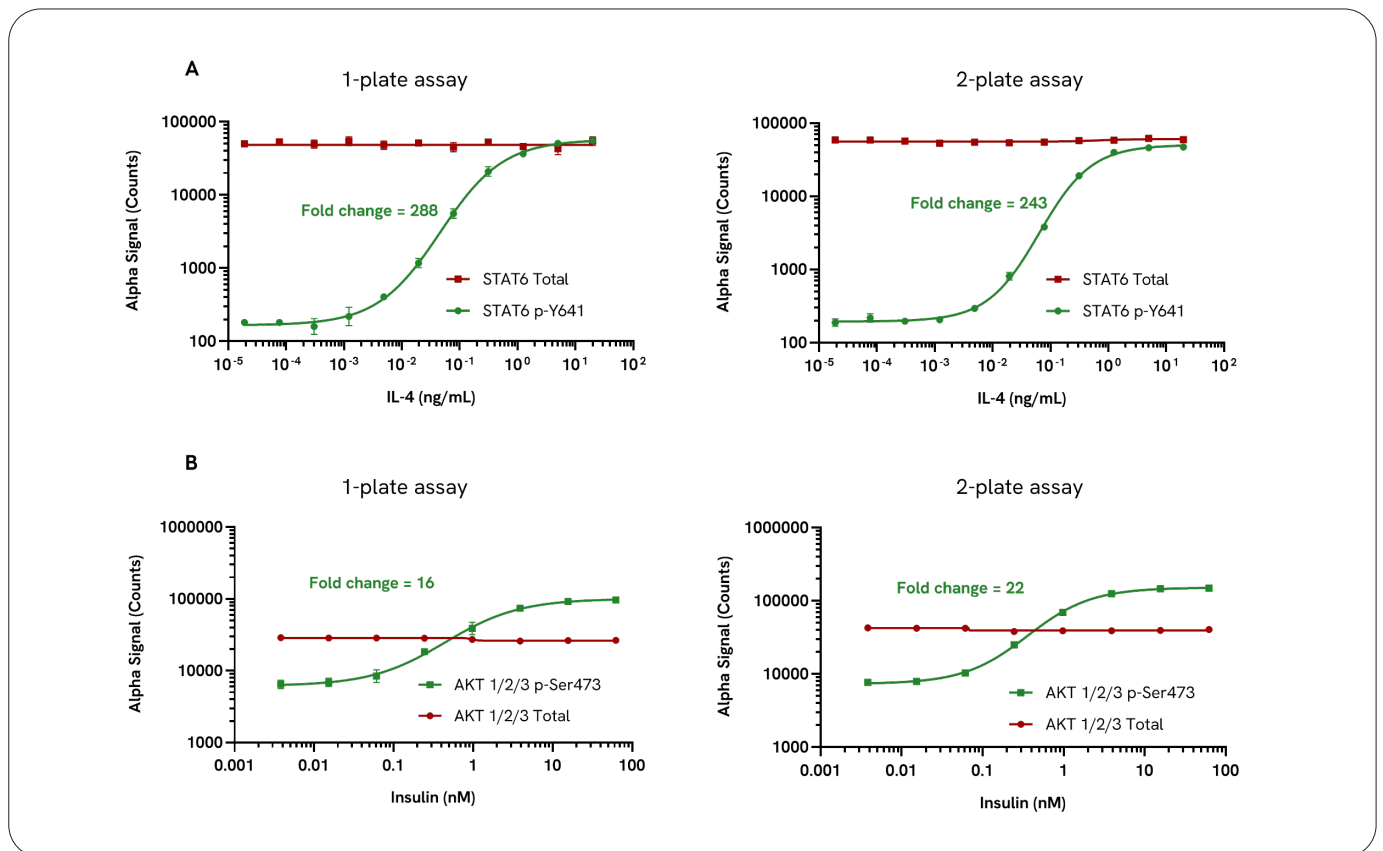 A
1-plate assay
2-plate assay
Alpha Signal (Counts)
100000
10000
1000
100
Fold change = 288
STAT6 Total
STAT6 p-Y641
10-5 10-4 10-3 10-2 10-1 100 101 102
IL-4 (ng/mL)
Alpha Signal (Counts)
100000
10000
1000
100
Fold change = 243
STAT6 Total
STAT6 p-Y641
10-5 10-4 10-3 10-2 10-1 100 101 102
IL-4 (ng/mL)
B
1-plate assay
2-plate assay
Alpha Signal (Counts)
1000000
100000
10000
1000
Fold change = 16
AKT 1/2/3 p-Ser473
AKT 1/2/3 Total
0.001 0.01 0.1 1 10 100
Insulin (nM)
Alpha Signal (Counts)
1000000
100000
10000
1000
Fold change = 22
AKT 1/2/3 p-Ser473
AKT 1/2/3 Total
0.001 0.01 0.1 1 10 100
Insulin (nM)